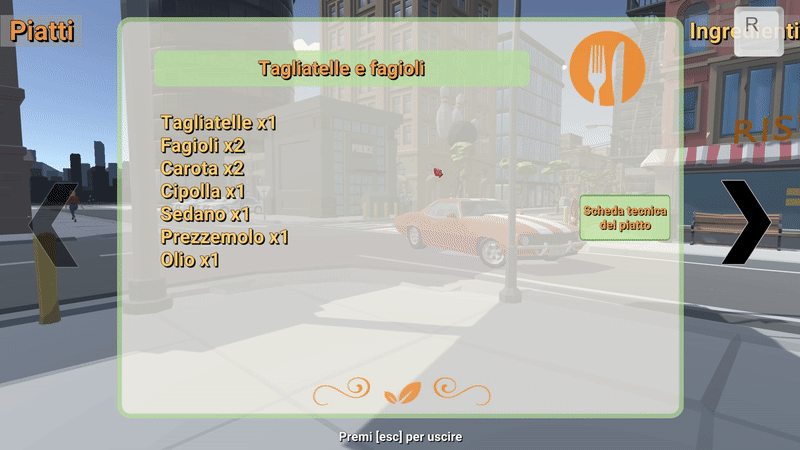 Piatti
R
Ingredienti
Tagliatelle e fagioli
Tagliatelle x1
Fagioli x2
Carota x2
Cipolla x1
Sedano x1
Prezzemolo x1
Olio x1
RIS
Scheda tecnica
del piatto
Premi [esc] per uscire